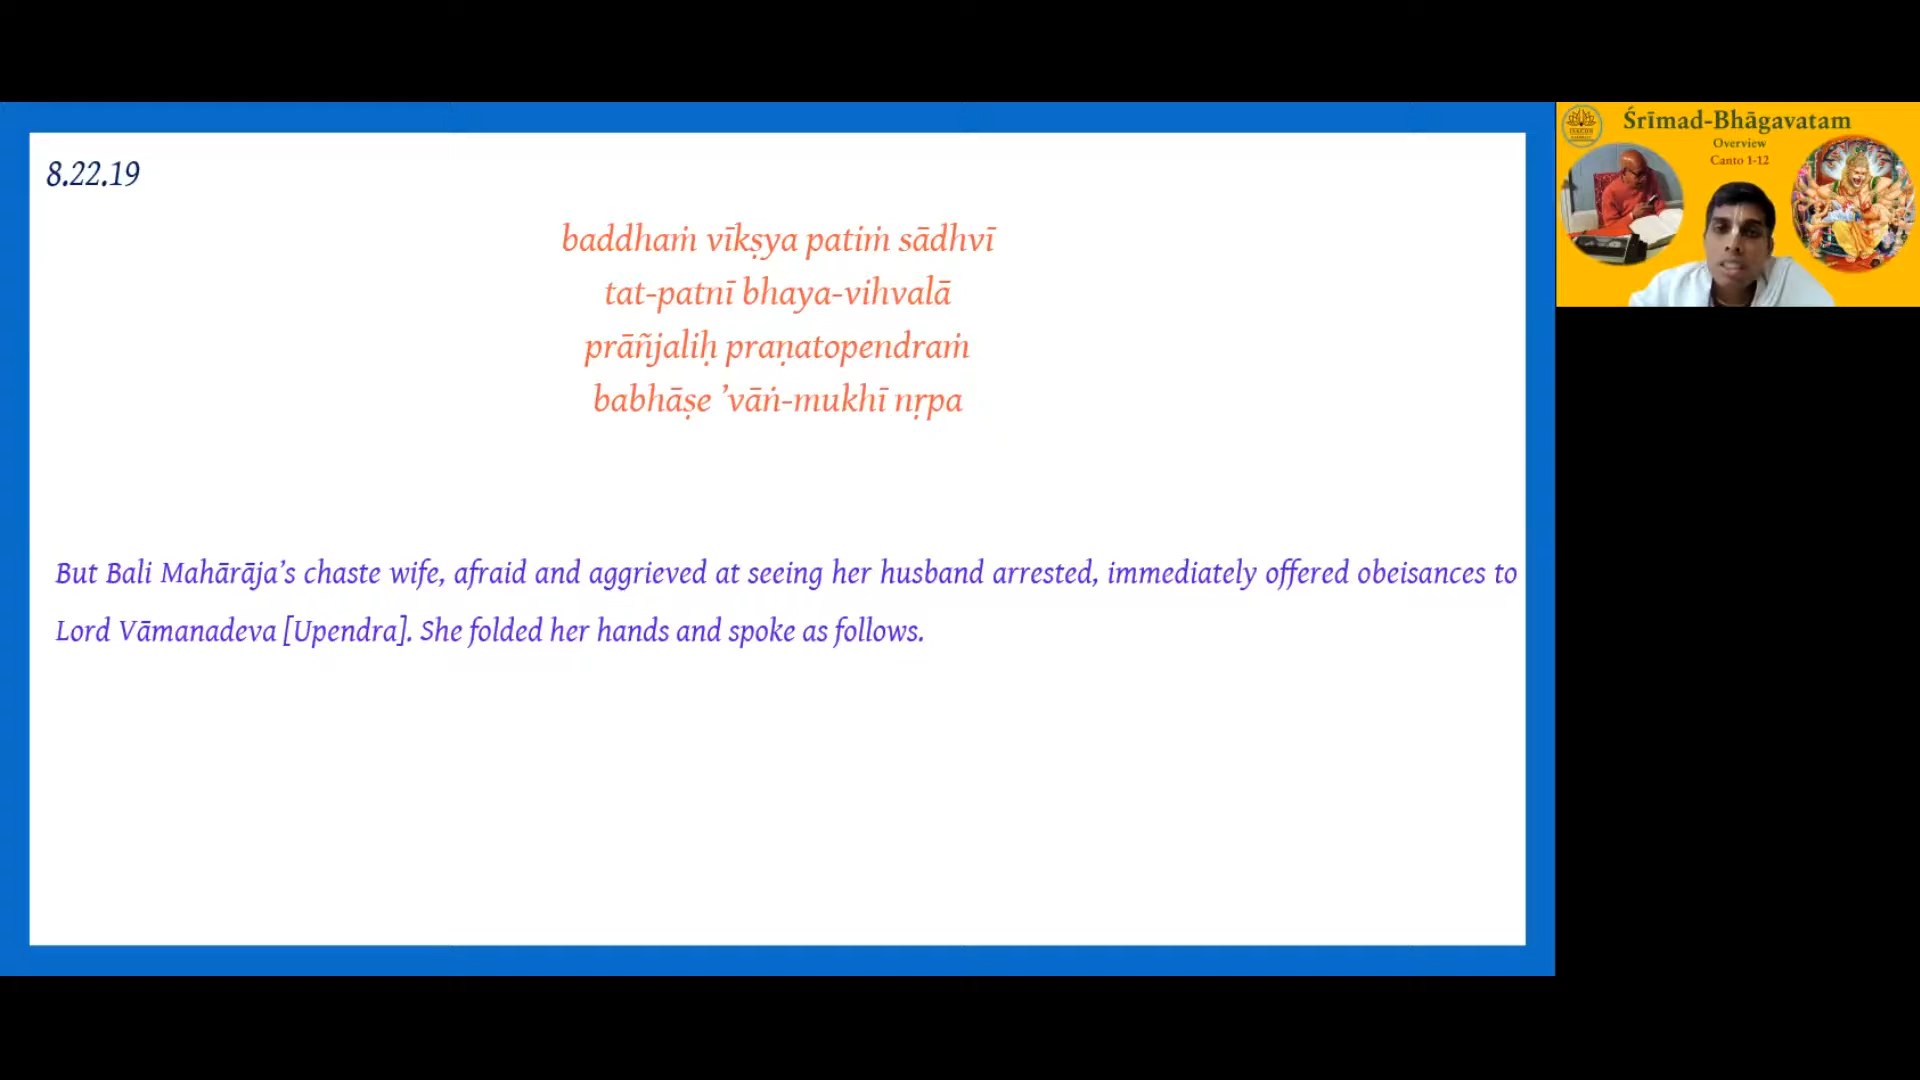 8.22.19
baddhaṁ vīkṣya patiṁ sādhvī
tat-patnī bhaya-vihvalā
prāñjaliḥ praṇatopendraṁ
babhāṣe ’vāṅ-mukhī nṛpa
But Bali Mahārāja’s chaste wife, afraid and aggrieved at seeing her husband arrested, immediately offered obeisances to
Lord Vāmanadeva [Upendra]. She folded her hands and spoke as follows.
Śrīmad-Bhāgavatam
Overview
Canto 1-12